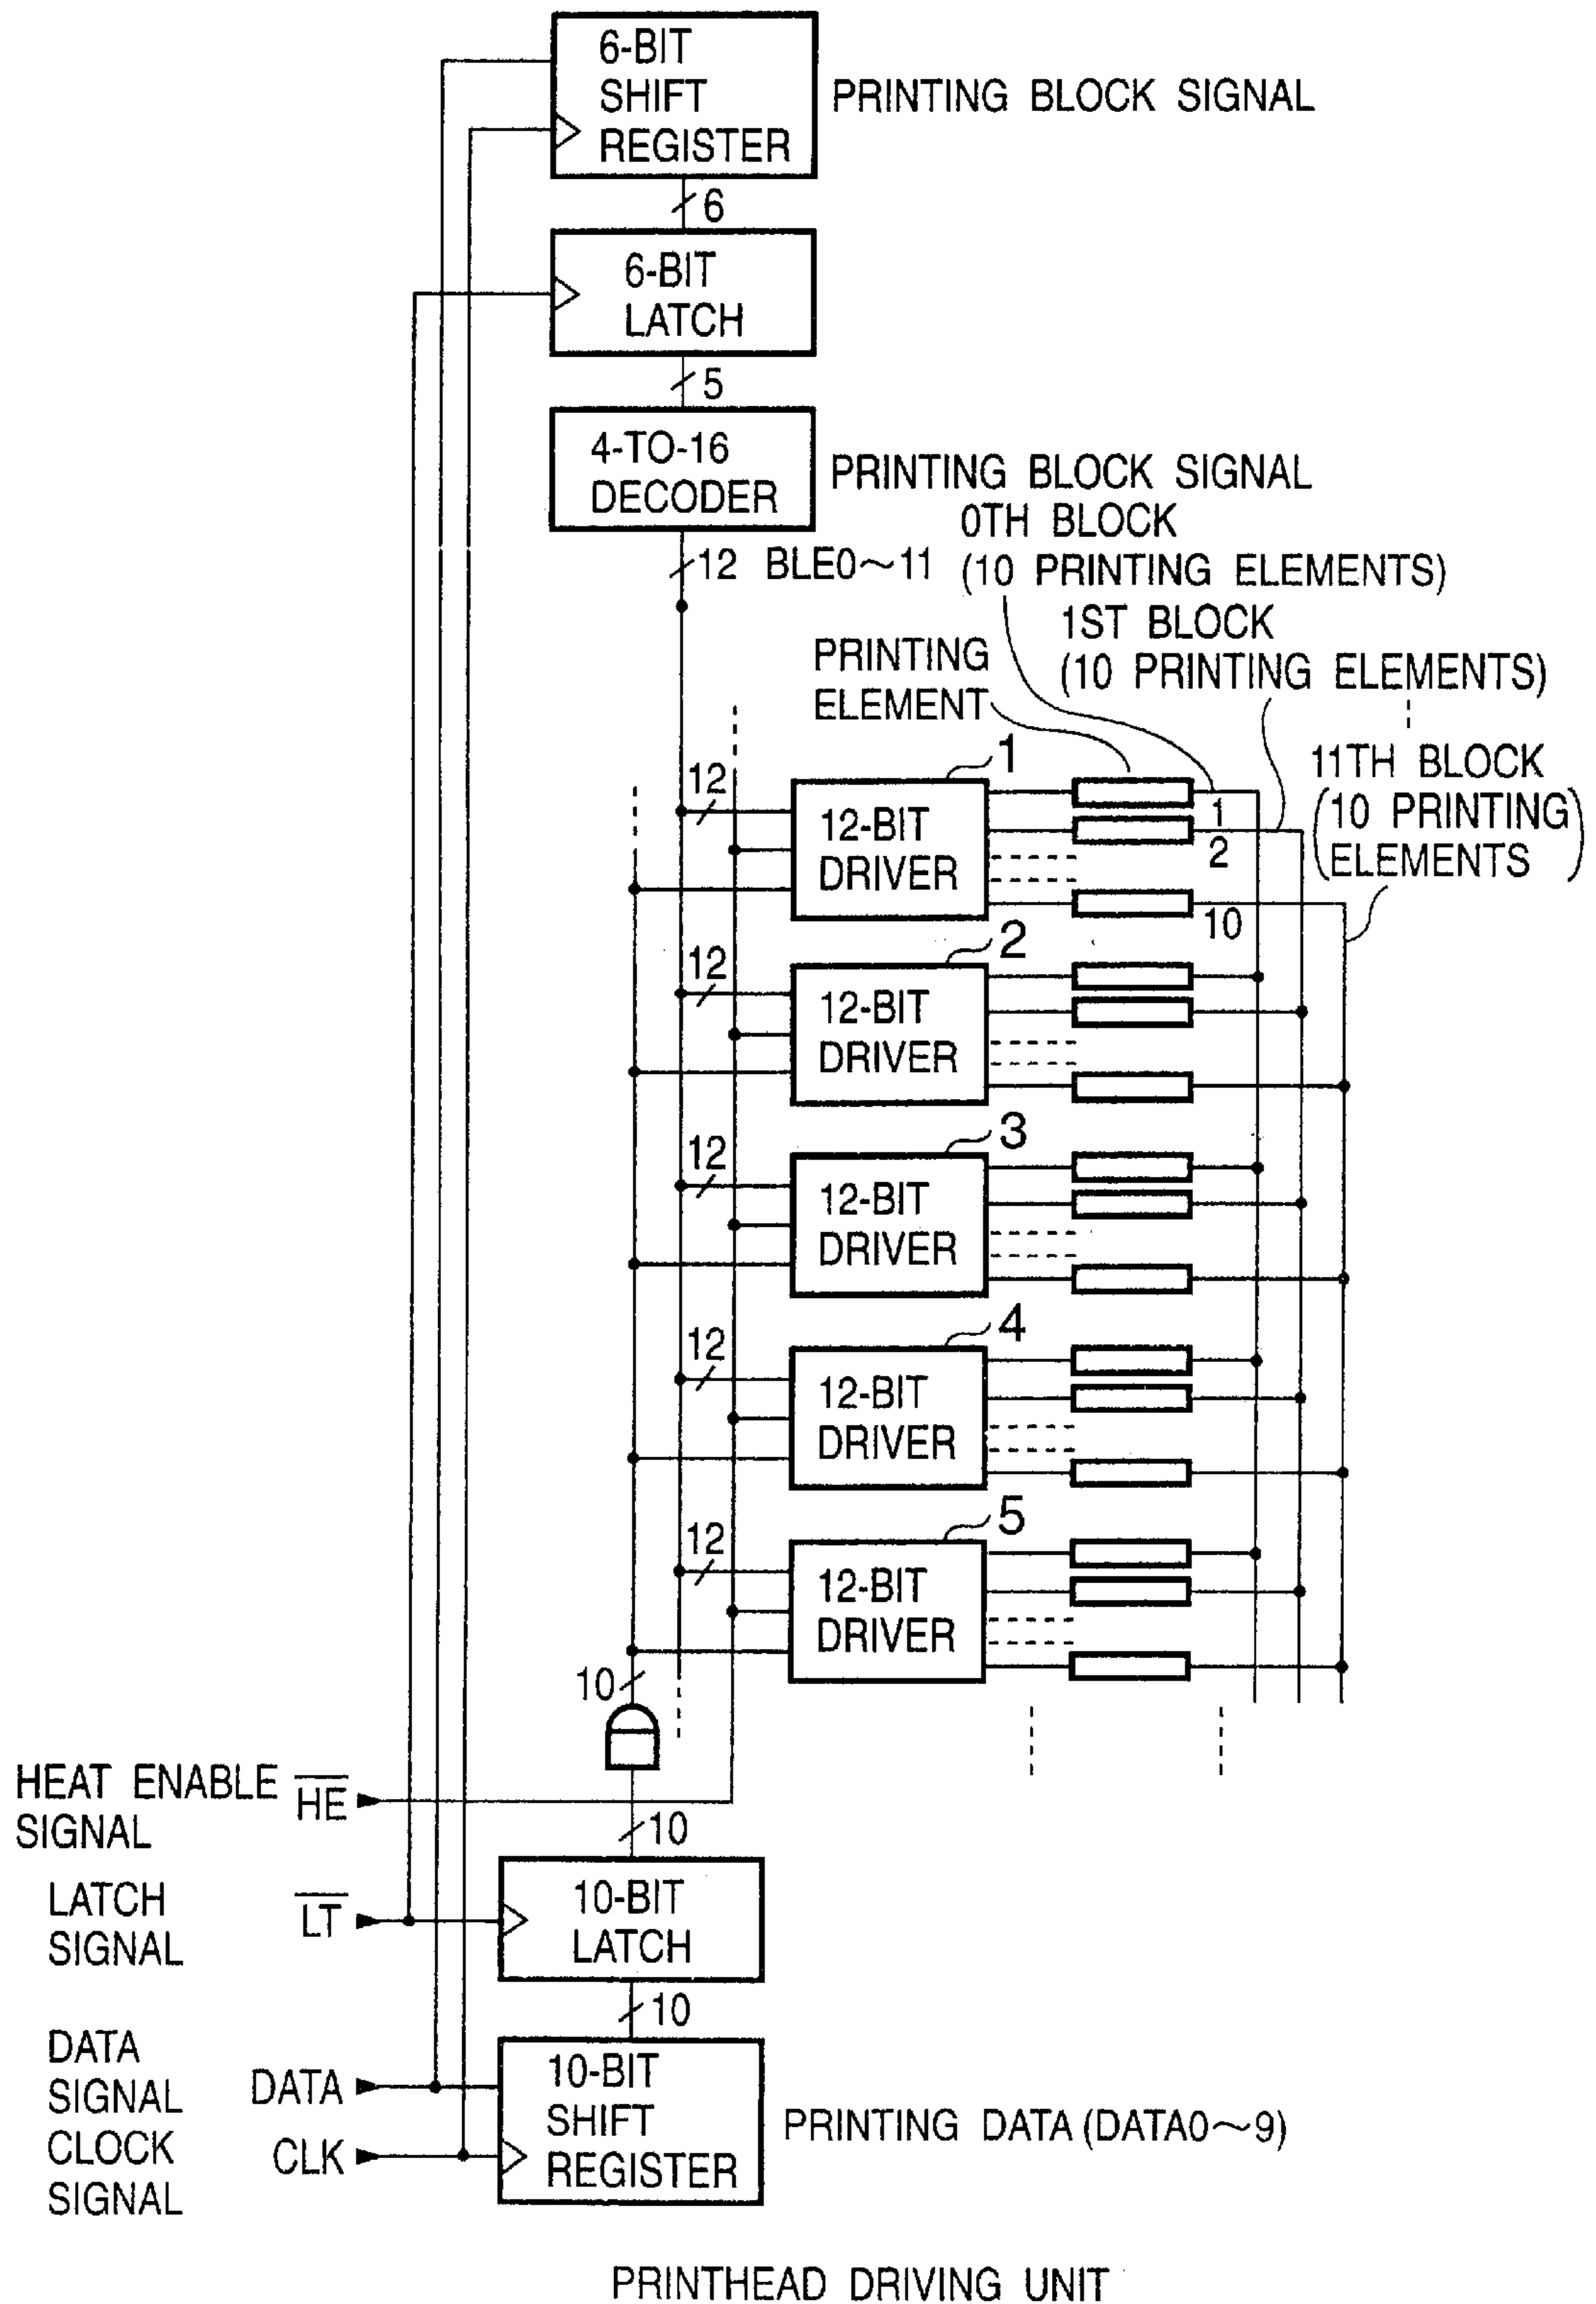 6-BIT
SHIFT
REGISTER
PRINTING BLOCK SIGNAL
6
6-BIT
LATCH
5
4-TO-16
DECODER
PRINTING BLOCK SIGNAL
0TH BLOCK
(10 PRINTING ELEMENTS)
12 BLE0~11
1ST BLOCK
(10 PRINTING ELEMENTS)
PRINTING
ELEMENT
11TH BLOCK
(10 PRINTING
ELEMENTS)
12
1
12-BIT
DRIVER
1
2
10
12
2
12-BIT
DRIVER
12
3
12-BIT
DRIVER
12
4
12-BIT
DRIVER
12
5
12-BIT
DRIVER
10
HEAT ENABLE
SIGNAL
H̅E̅
10
LATCH
SIGNAL
L̅T̅
10-BIT
LATCH
10
DATA
SIGNAL
DATA
CLOCK
SIGNAL
CLK
10-BIT
SHIFT
REGISTER
PRINTING DATA (DATA0~9)
PRINTHEAD DRIVING UNIT